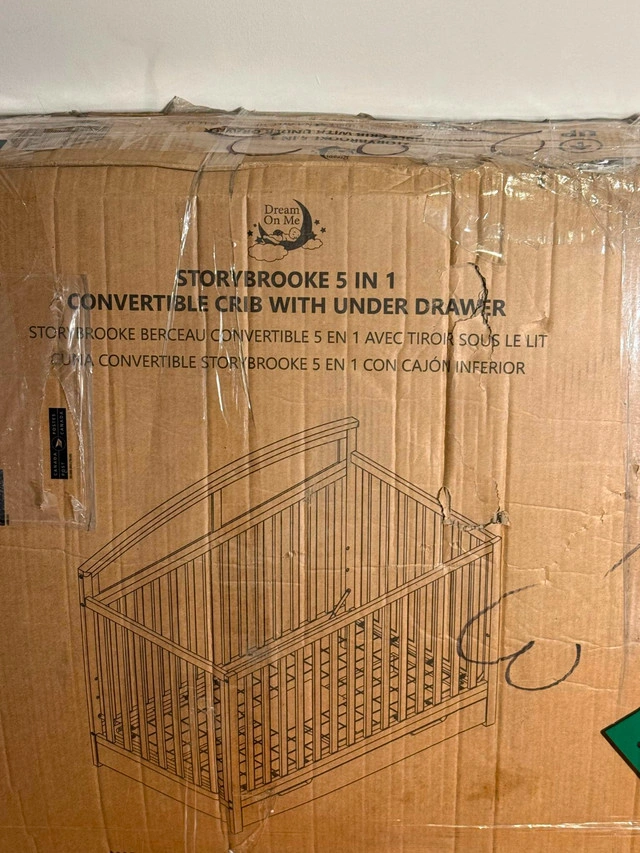 Dream
On Me
STORYBROOKE 5 IN 1
CONVERTIBLE CRIB WITH UNDER DRAWER
STORYBROOKE BERCEAU CONVERTIBLE 5 EN 1 AVEC TIROIR SOUS LE LIT
CUNA CONVERTIBLE STORYBROOKE 5 EN 1 CON CAJÓN INFERIOR